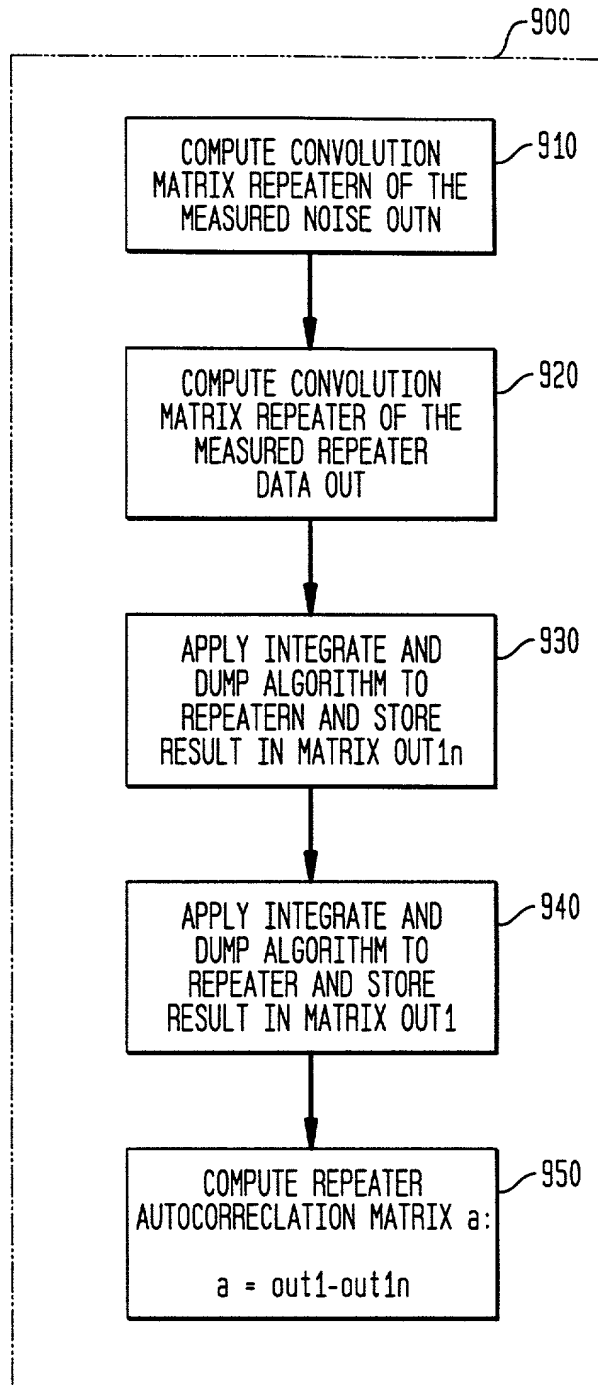 900
COMPUTE CONVOLUTION
MATRIX REPEATERN OF THE
MEASURED NOISE OUTN
910
COMPUTE CONVOLUTION
MATRIX REPEATER OF THE
MEASURED REPEATER
DATA OUT
920
APPLY INTEGRATE AND
DUMP ALGORITHM TO
REPEATERN AND STORE
RESULT IN MATRIX OUT1n
930
APPLY INTEGRATE AND
DUMP ALGORITHM TO
REPEATER AND STORE
RESULT IN MATRIX OUT1
940
COMPUTE REPEATER
AUTOCORRECLATION MATRIX a:
a = out1-out1n
950